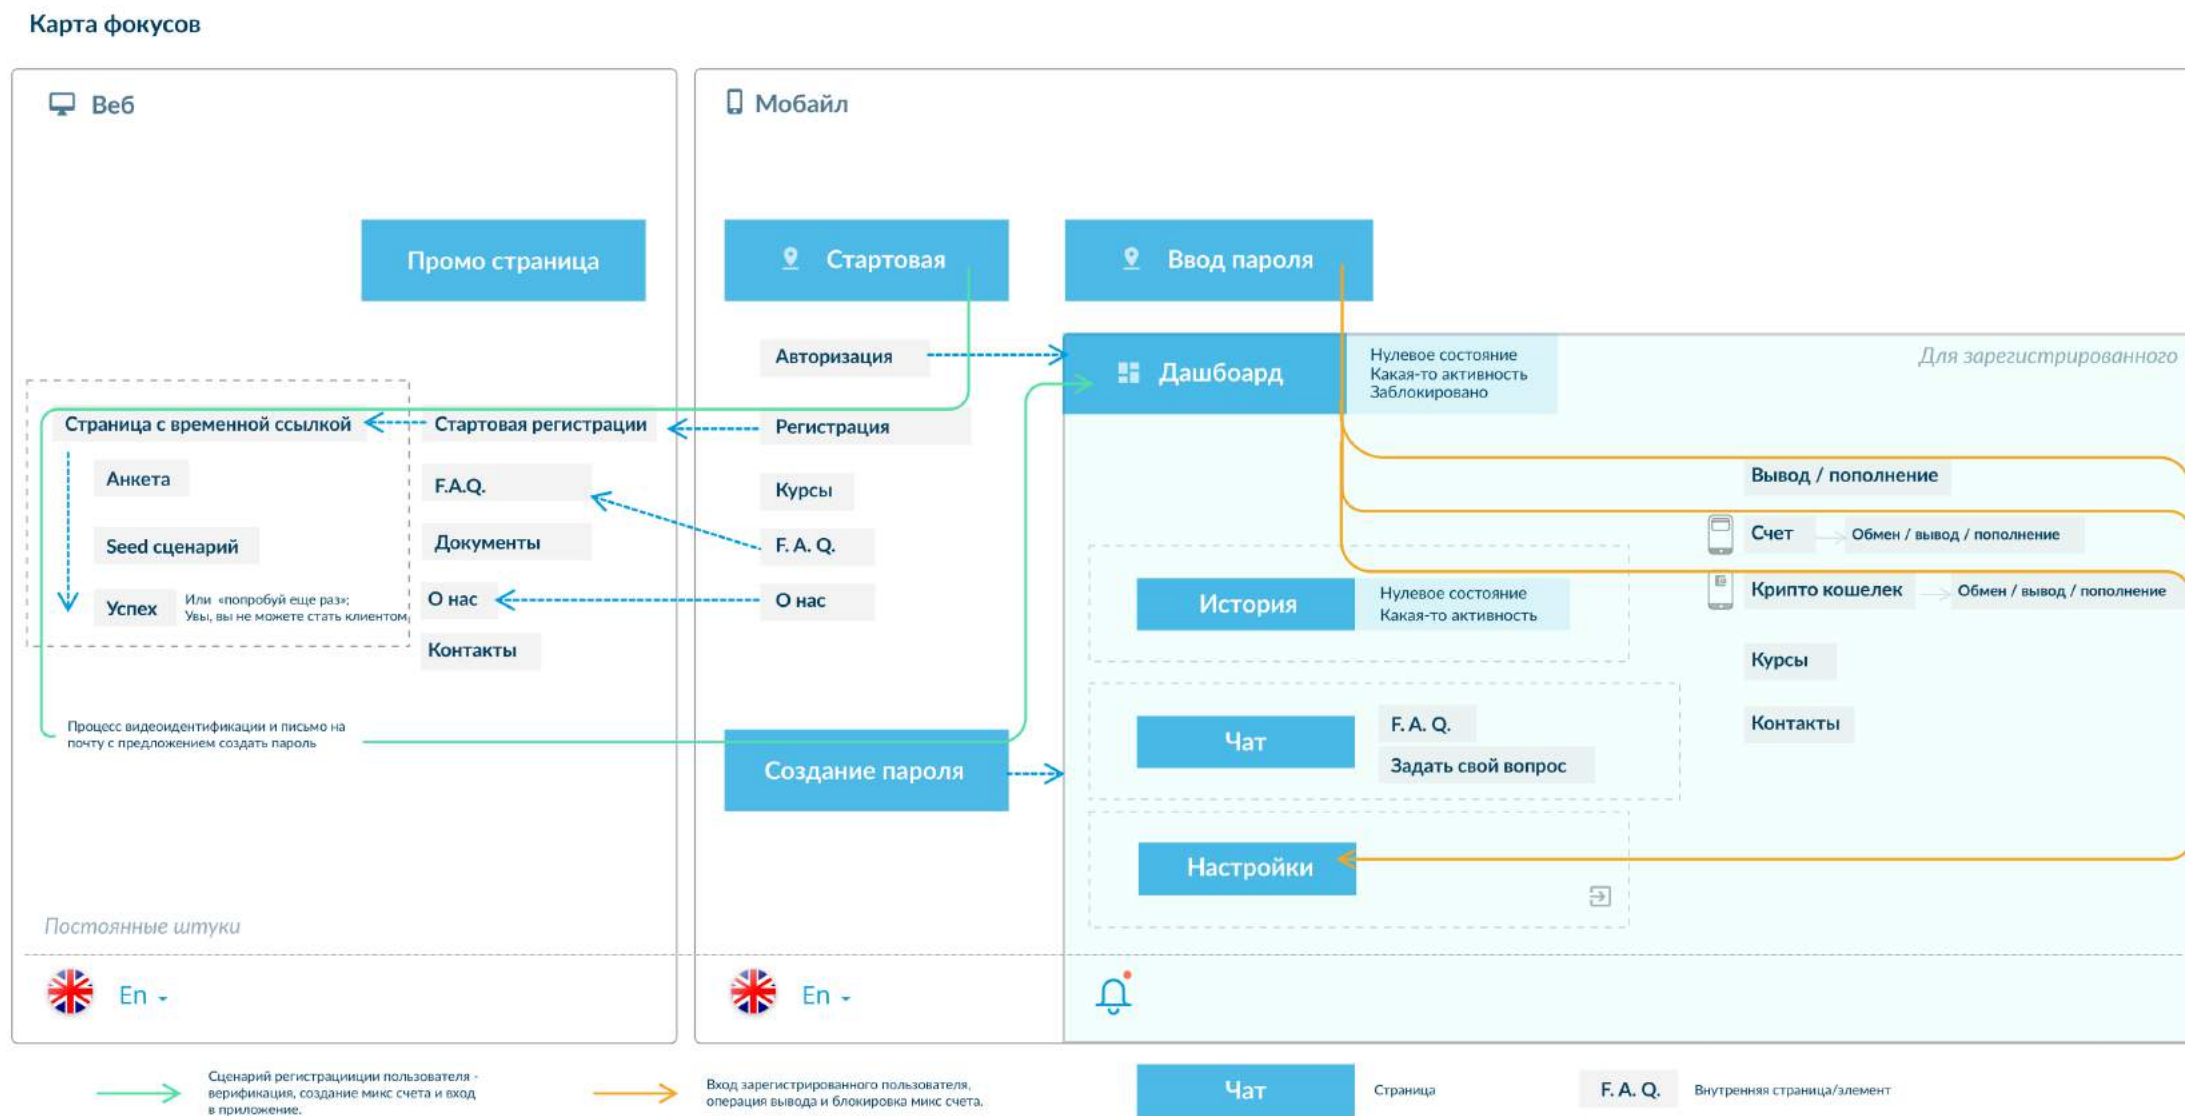 Карта фокусов
Веб
Промо страница
Страница с временной ссылкой
Анкета
Seed сценарий
Успех
Или «попробуй еще раз»;
Увы, вы не можете стать клиентом
Стартовая регистрации
F.A.Q.
Документы
О нас
Контакты
Процесс видеоидентификации и письмо на
почту с предложением создать пароль
Постоянные штуки
En
Мобайл
Стартовая
Авторизация
Регистрация
Курсы
F. A. Q.
О нас
Создание пароля
En
Ввод пароля
Для зарегистрированного
Дашбоард
Нулевое состояние
Какая-то активность
Заблокировано
История
Нулевое состояние
Какая-то активность
Чат
F. A. Q.
Задать свой вопрос
Настройки
Вывод / пополнение
Счет
Обмен / вывод / пополнение
Крипто кошелек
Обмен / вывод / пополнение
Курсы
Контакты
Сценарий регистрациииции пользователя -
верификация, создание микс счета и вход
в приложение.
Вход зарегистрированного пользователя,
операция вывода и блокировка микс счета.
Чат
Страница
F. A. Q.
Внутренняя страница/элемент